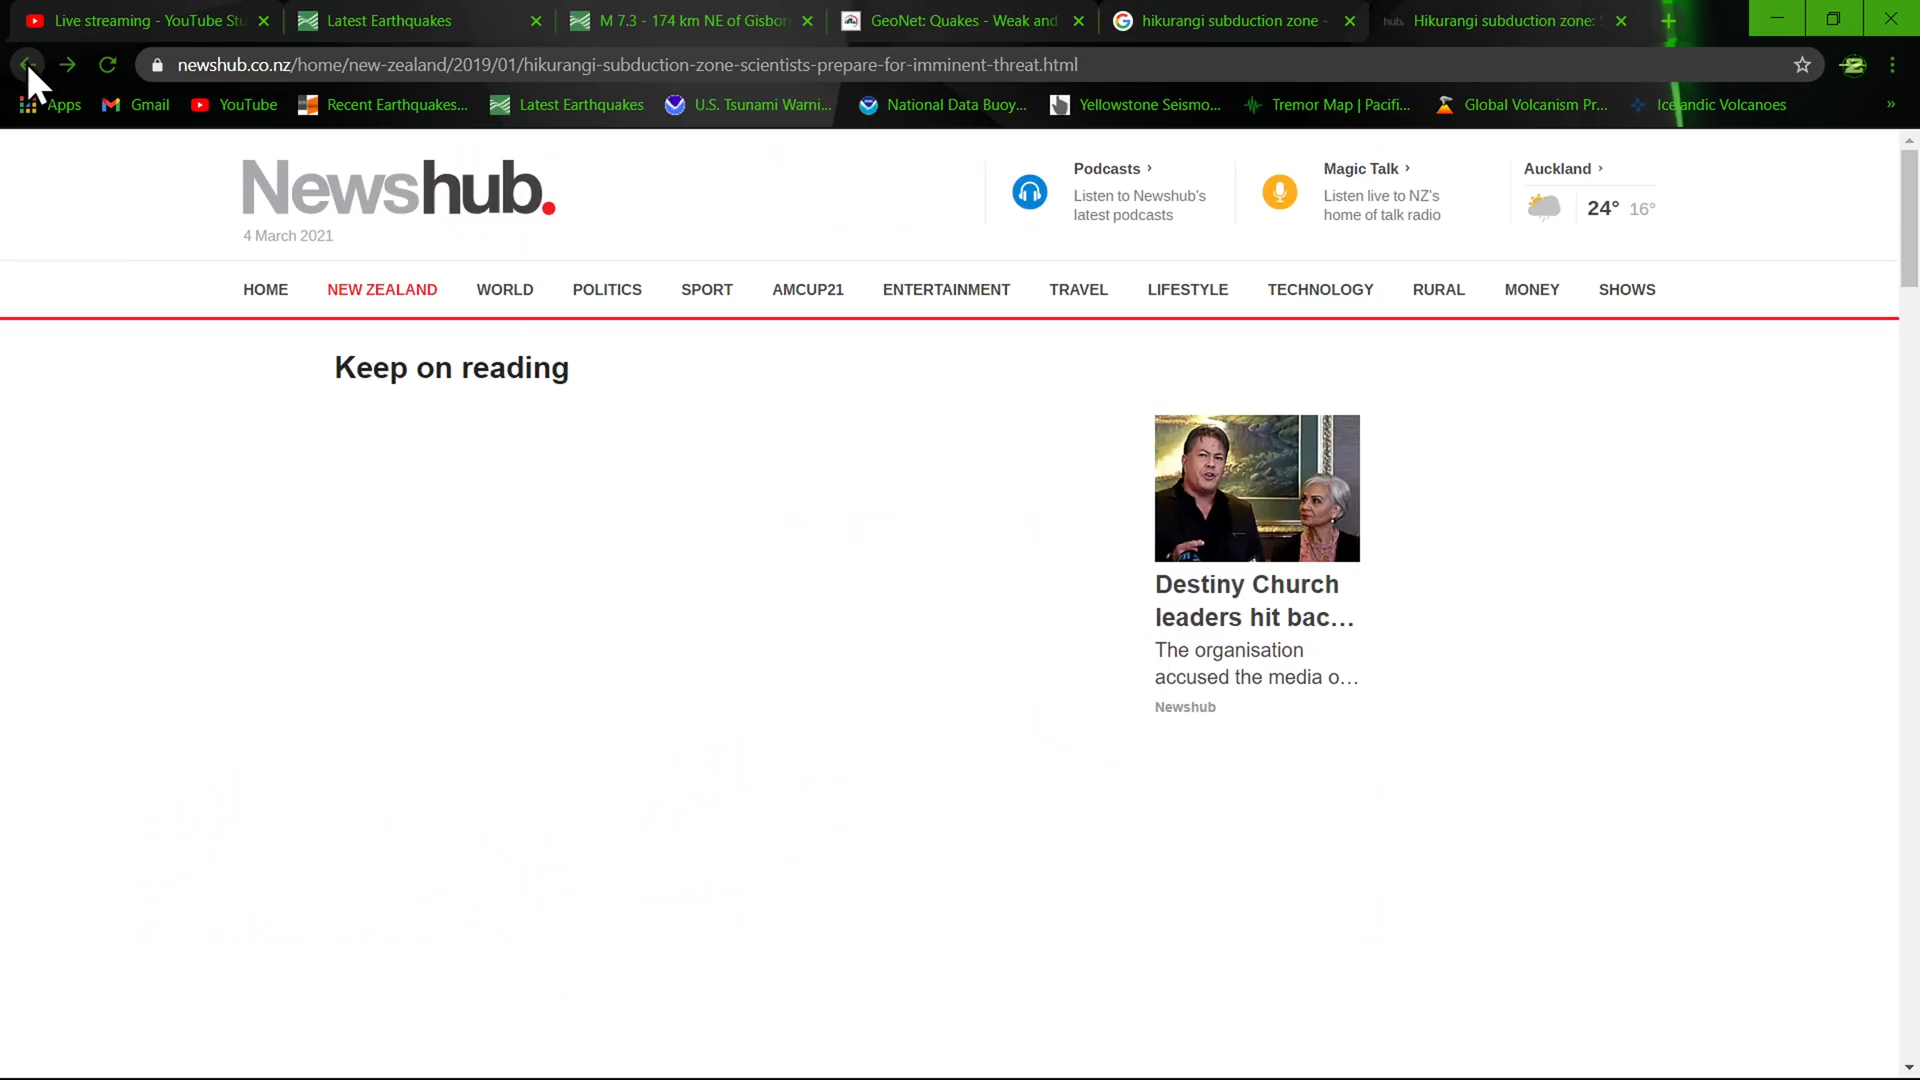 Live streaming - YouTube Stu
Latest Earthquakes
M 7.3 - 174 km NE of Gisbor
GeoNet: Quakes - Weak and
hikurangi subduction zone -
hub.
Hikurangi subduction zone: S
newshub.co.nz/home/new-zealand/2019/01/hikurangi-subduction-zone-scientists-prepare-for-imminent-threat.html
Apps
Gmail
YouTube
Recent Earthquakes...
Latest Earthquakes
U.S. Tsunami Warni...
National Data Buoy...
Yellowstone Seismo...
Tremor Map | Pacifi...
Global Volcanism Pr...
Icelandic Volcanoes
»
Newshub.
4 March 2021
Podcasts ›
Listen to Newshub's
latest podcasts
Magic Talk ›
Listen live to NZ's
home of talk radio
Auckland ›
24° 16°
HOME
NEW ZEALAND
WORLD
POLITICS
SPORT
AMCUP21
ENTERTAINMENT
TRAVEL
LIFESTYLE
TECHNOLOGY
RURAL
MONEY
SHOWS
Keep on reading
Destiny Church
leaders hit bac...
The organisation
accused the media o...
Newshub